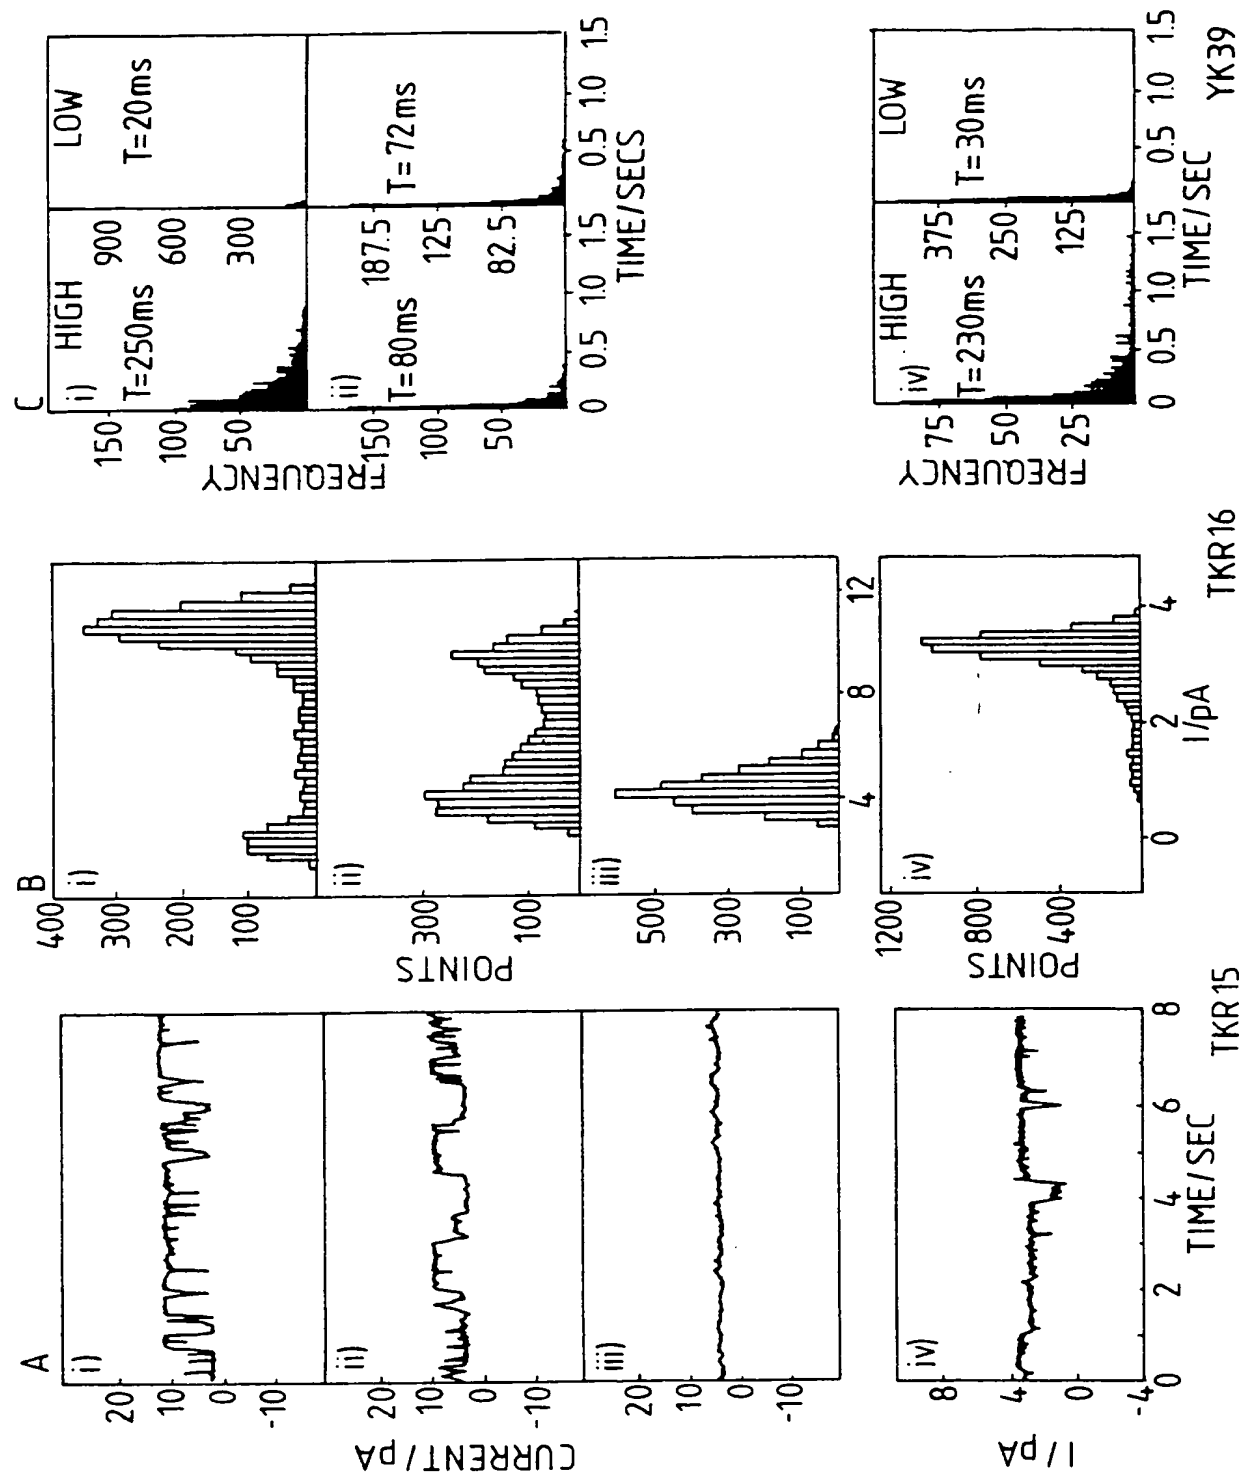 A
i)
20
10
0
-10
ii)
20
10
0
-10
iii)
20
10
0
-10
CURRENT/pA
iv)
8
4
0
-4
I/pA
0
2
4
6
8
TIME/SEC
TKR15
B
i)
400
300
200
100
ii)
300
100
POINTS
iii)
500
300
100
4
8
12
iv)
1200
800
400
POINTS
0
2
4
I/pA
TKR16
C
i)
HIGH
T=250ms
150
100
50
LOW
T=20ms
900
600
300
ii)
T=80ms
150
100
50
T=72ms
187.5
125
82.5
FREQUENCY
0
0.5
1.0
1.5
0.5
1.0
1.5
TIME/SECS
iv)
HIGH
T=230ms
75
50
25
LOW
T=30ms
375
250
125
FREQUENCY
0
0.5
1.0
1.5
0.5
1.0
1.5
TIME/SEC
YK39